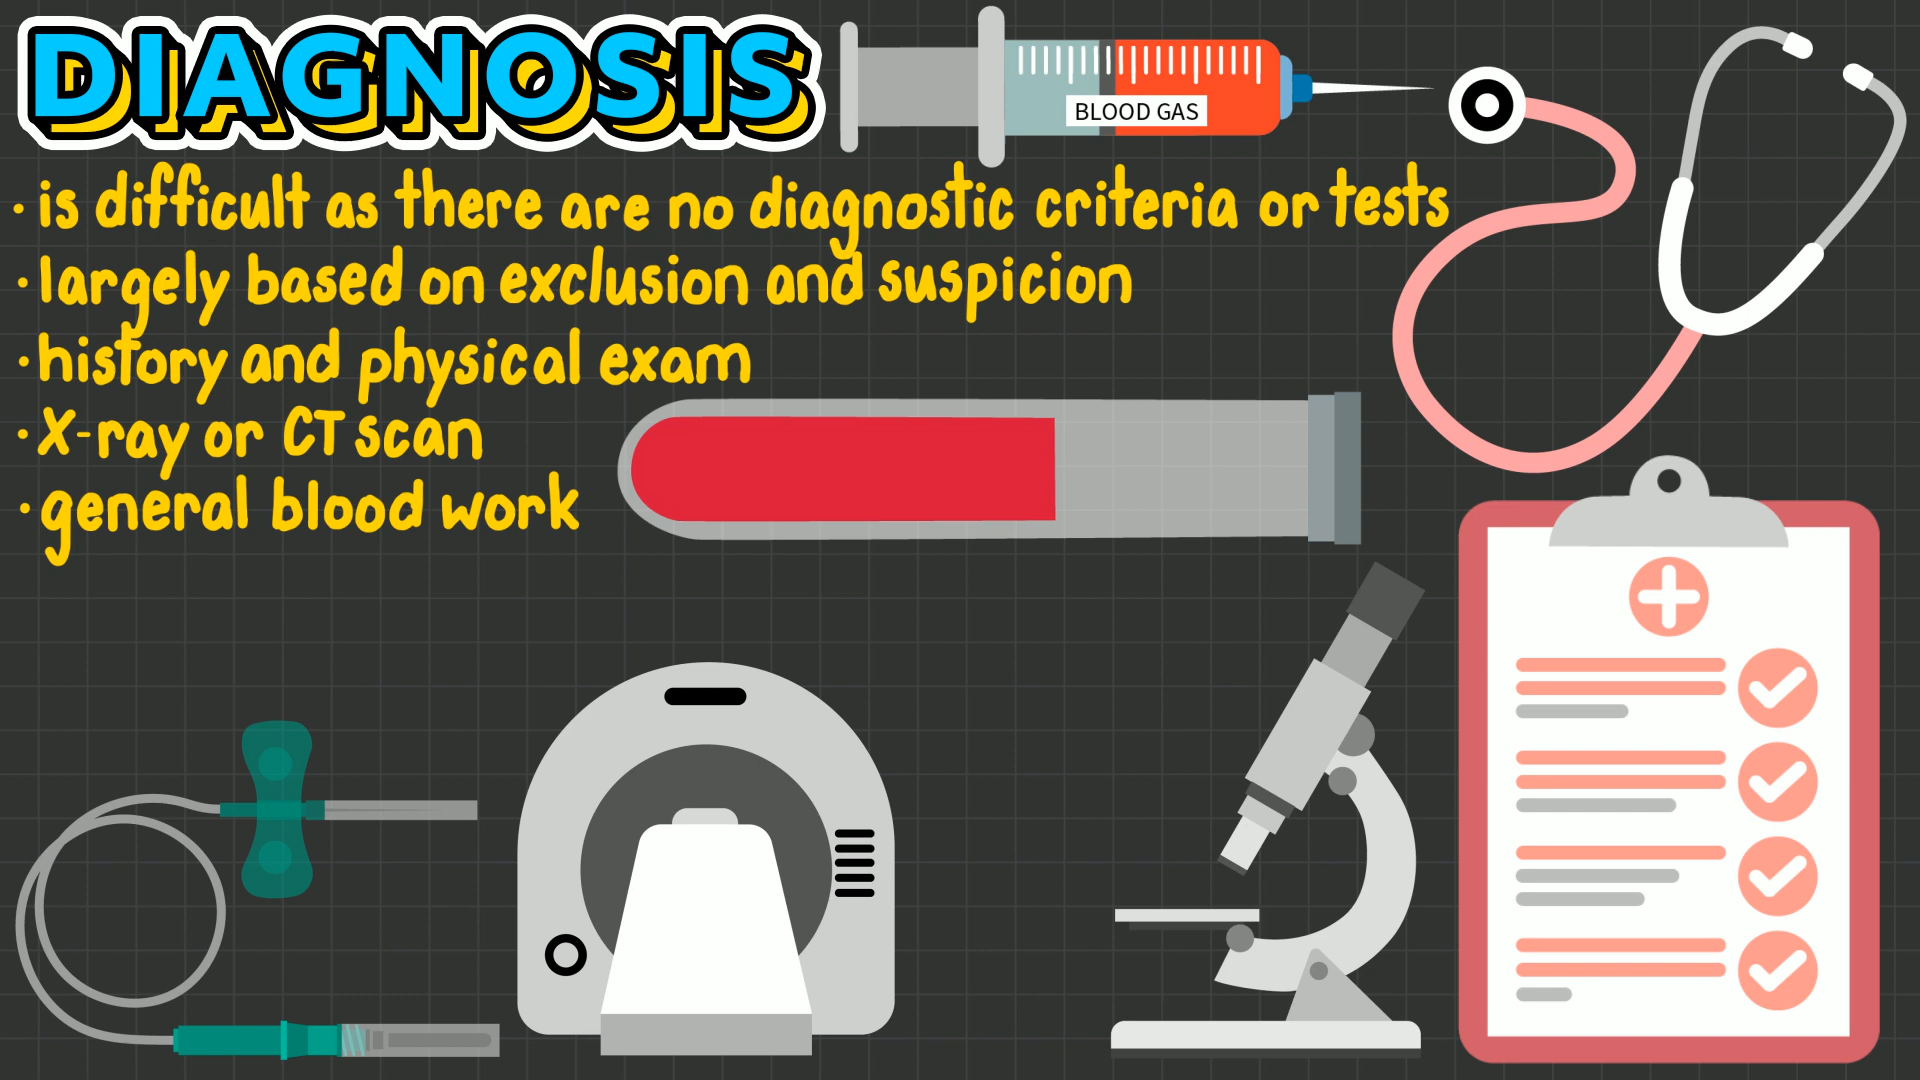 DIAGNOSIS
BLOOD GAS
· is difficult as there are no diagnostic criteria or tests
· largely based on exclusion and suspicion
· history and physical exam
· X-ray or CT scan
· general blood work